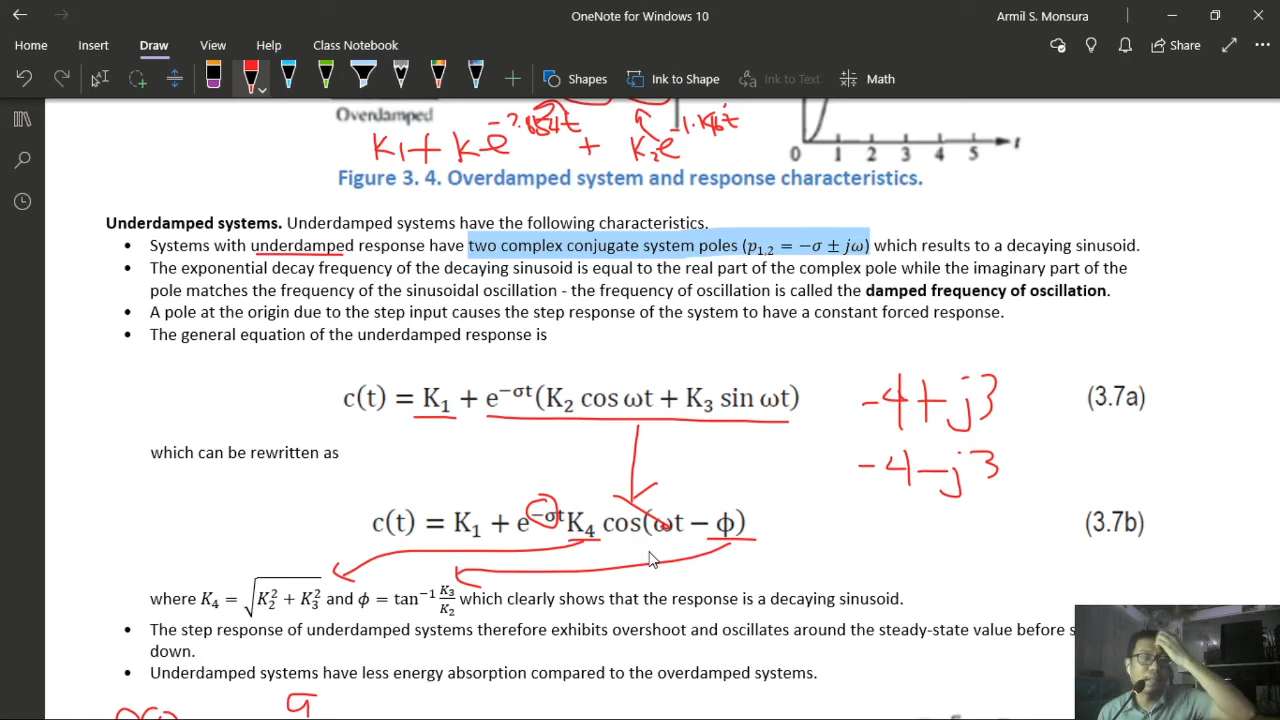 OneNote for Windows 10
Armil S. Monsura
Home Insert Draw View Help Class Notebook
Share
Shapes Ink to Shape Ink to Text Math
Overdamped
0 1 2 3 4 5 t
Figure 3. 4. Overdamped system and response characteristics.
Underdamped systems. Underdamped systems have the following characteristics.
• Systems with underdamped response have two complex conjugate system poles (p₁,₂ = −σ ± jω) which results to a decaying sinusoid.
• The exponential decay frequency of the decaying sinusoid is equal to the real part of the complex pole while the imaginary part of the
pole matches the frequency of the sinusoidal oscillation - the frequency of oscillation is called the damped frequency of oscillation.
• A pole at the origin due to the step input causes the step response of the system to have a constant forced response.
• The general equation of the underdamped response is
c(t) = K₁ + e^−σt(K₂ cos ωt + K₃ sin ωt) (3.7a)
-4+j3
which can be rewritten as
-4-j3
c(t) = K₁ + e^−σt K₄ cos(ωt − ϕ) (3.7b)
where K₄ = √(K₂² + K₃²) and ϕ = tan⁻¹ K₃/K₂ which clearly shows that the response is a decaying sinusoid.
• The step response of underdamped systems therefore exhibits overshoot and oscillates around the steady-state value before
down.
• Underdamped systems have less energy absorption compared to the overdamped systems.
9